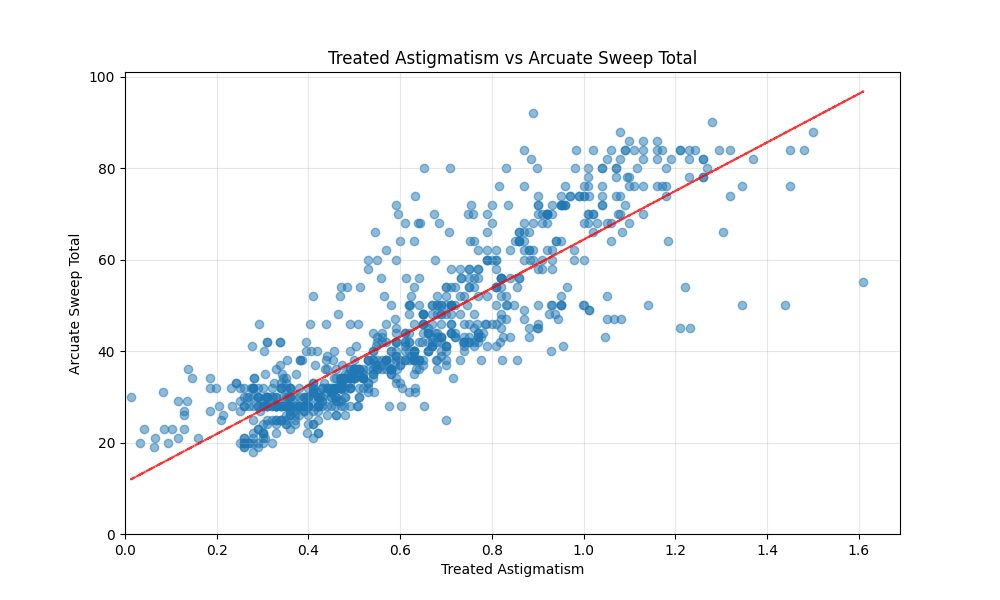 Treated Astigmatism vs Arcuate Sweep Total
Arcuate Sweep Total
100
80
60
40
20
0
0.0 0.2 0.4 0.6 0.8 1.0 1.2 1.4 1.6
Treated Astigmatism